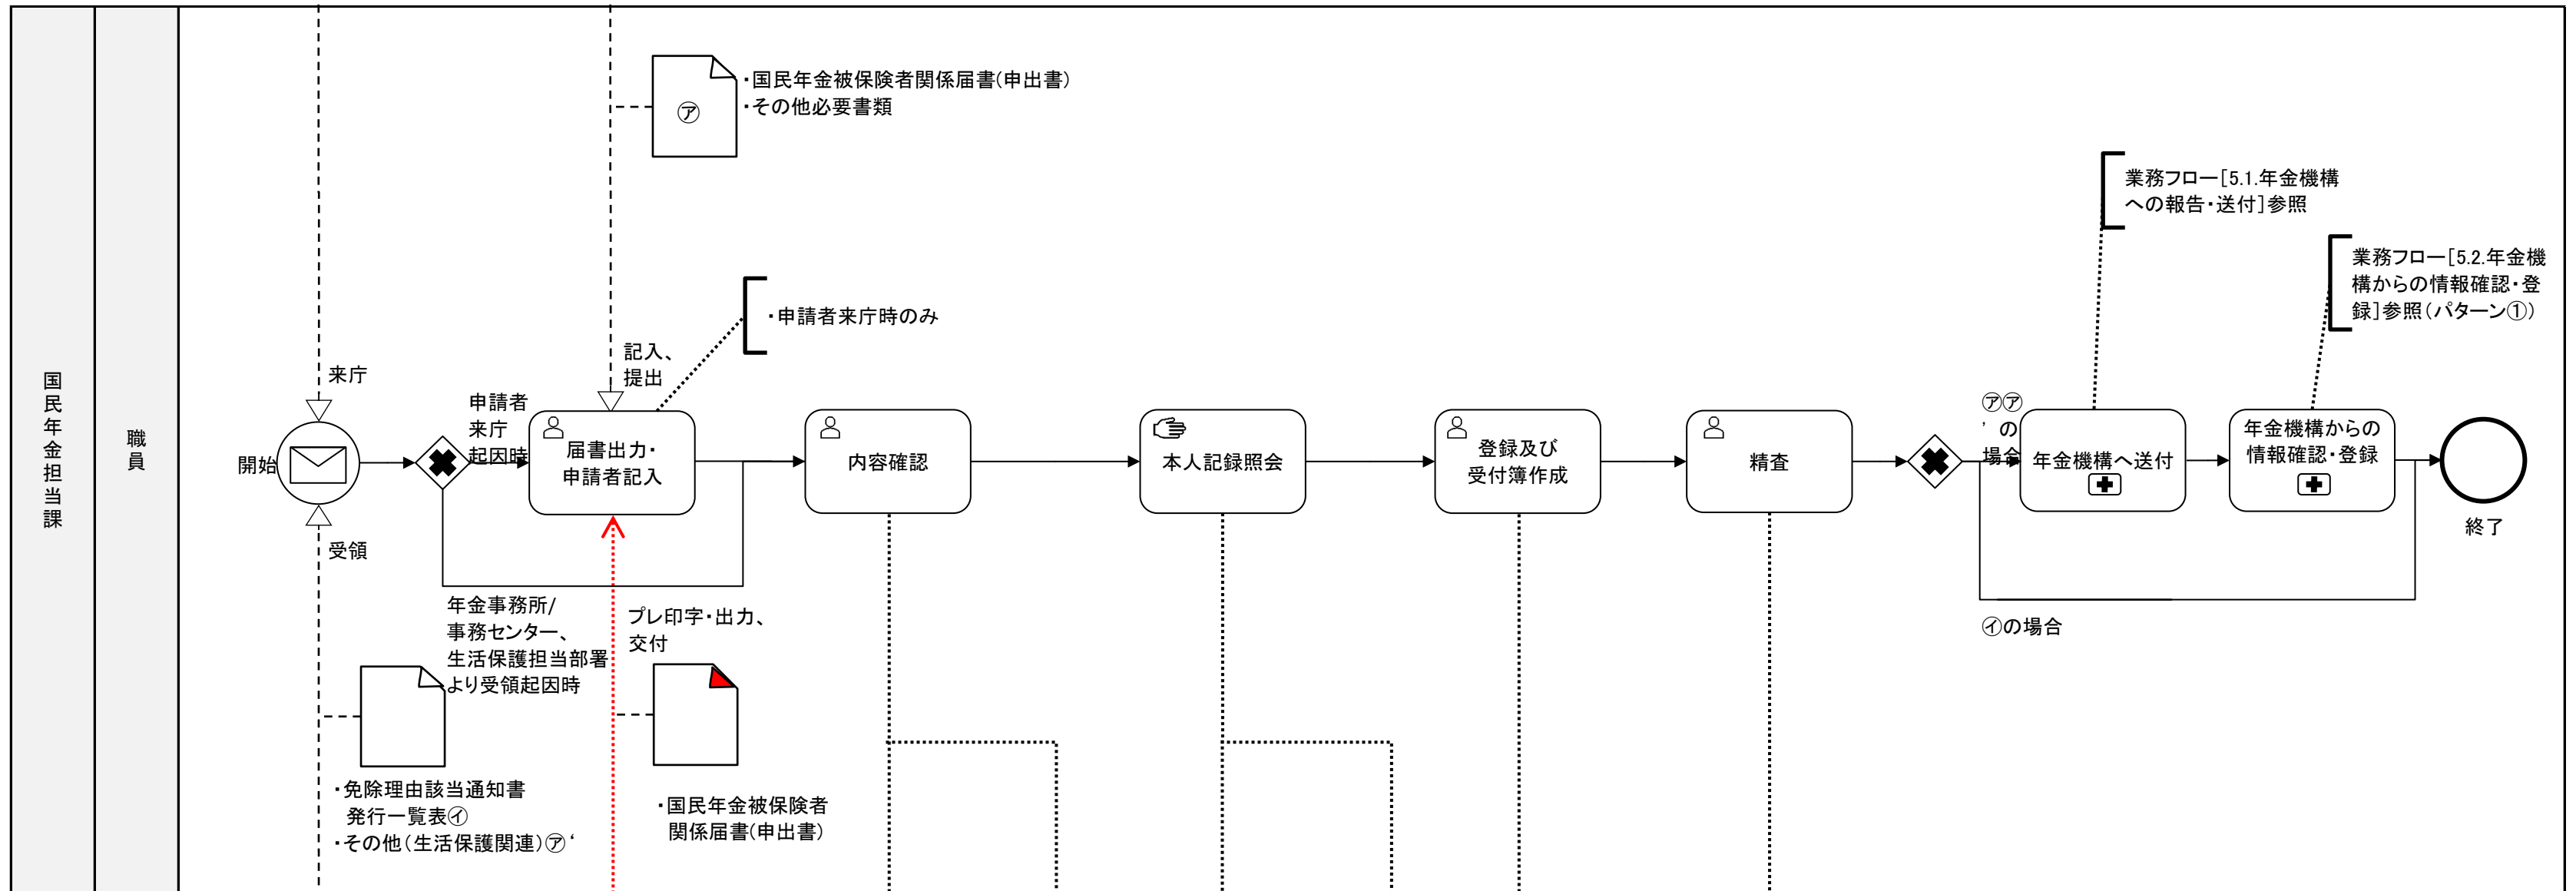 国民年金担当課
職員
・国民年金被保険者関係届書(申出書)
・その他必要書類
㋐
業務フロー[5.1.年金機構
への報告・送付]参照
業務フロー[5.2.年金機
構からの情報確認・登
録]参照(パターン①)
・申請者来庁時のみ
記入、
提出
来庁
申請者
来庁
起因時
開始
届書出力・
申請者記入
内容確認
本人記録照会
登録及び
受付簿作成
精査
㋐㋐
’の
場合
年金機構へ送付
年金機構からの
情報確認・登録
終了
受領
年金事務所/
事務センター、
生活保護担当部署
より受領起因時
プレ印字・出力、
交付
㋑の場合
・免除理由該当通知書
発行一覧表㋑
・その他(生活保護関連)㋐‘
・国民年金被保険者
関係届書(申出書)